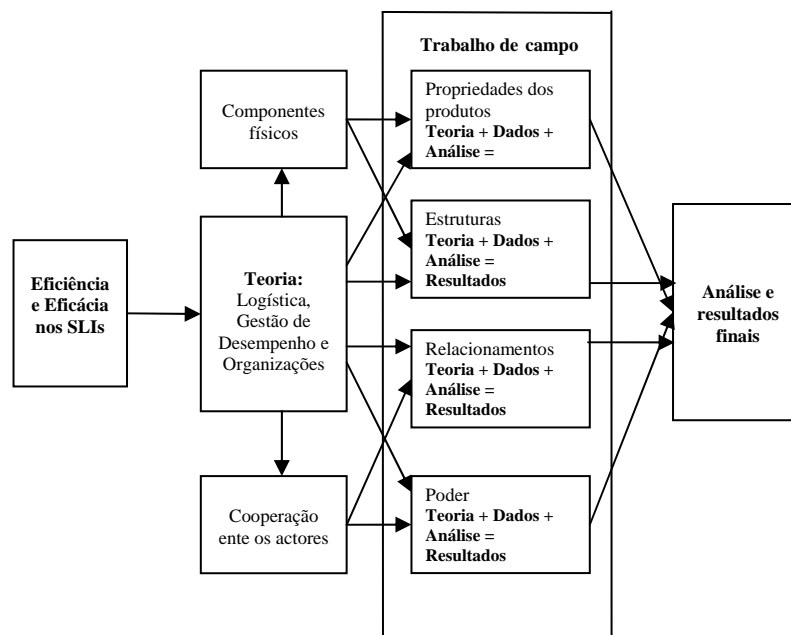 Trabalho de campo
Componentes
físicos
Propriedades dos
produtos
Teoria + Dados +
Análise =
Eficiência
e Eficácia
nos SLIs
Teoria:
Logística,
Gestão de
Desempenho e
Organizações
Estruturas
Teoria + Dados +
Análise =
Resultados
Relacionamentos
Teoria + Dados +
Análise =
Resultados
Análise e
resultados
finais
Cooperação
ente os actores
Poder
Teoria + Dados +
Análise =
Resultados